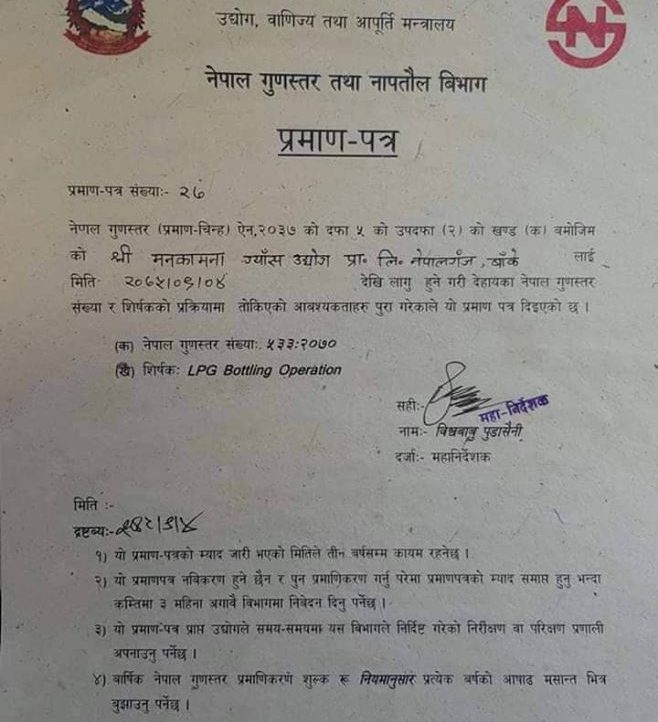 उद्योग, वाणिज्य तथा आपूर्ति मन्त्रालय
नेपाल गुणस्तर तथा नापतौल विभाग
प्रमाण-पत्र
प्रमाण-पत्र संख्याः- २६
नेपाल गुणस्तर (प्रमाण-चिन्ह) ऐन,२०३७ को दफा ५ को उपदफा (२) को खण्ड (क) बमोजिम
को श्री मनकामना ग्याँस उद्योग प्रा० लि० नेपालगंज, बाँके लाई
मिति देखि लागु हुने गरी देहायका नेपाल गुणस्तर
संख्या र शिर्षकको प्रक्रियामा तोकिएको आवश्यकताहरु पुरा गरेकाले यो प्रमाण पत्र दिइएको छ ।
(क) नेपाल गुणस्तर संख्याः. ५३३:२०७०
(ख) शिर्षकः LPG Bottling Operation
सहीः-
महा-निर्देशक
नामः- विश्वबाबु पुडासैनी
दर्जाः- महानिर्देशक
मिति :-
द्रष्टव्यः-
१) यो प्रमाण-पत्रको म्याद जारी भएको मितिले तीन बर्षसम्म कायम रहनेछ ।
२) यो प्रमाणपत्र नविकरण हुने छैन र पुन प्रमाणिकरण गर्नु परेमा प्रमाणपत्रको म्याद समाप्त हुनु भन्दा
कम्तिमा ३ महिना अगावै विभागमा निवेदन दिनु पर्नेछ ।
३) यो प्रमाण-पत्र प्राप्त उद्योगले समय-समयमा यस विभागले निर्दिष्ट गरेको निरीक्षण वा परिक्षण प्रणाली
अपनाउनु पर्नेछ ।
४) बार्षिक नेपाल गुणस्तर प्रमाणिकरण शुल्क रू नियमानुसार प्रत्येक बर्षको आषाढ मसान्त भित्र
बुझाउनु पर्नेछ ।